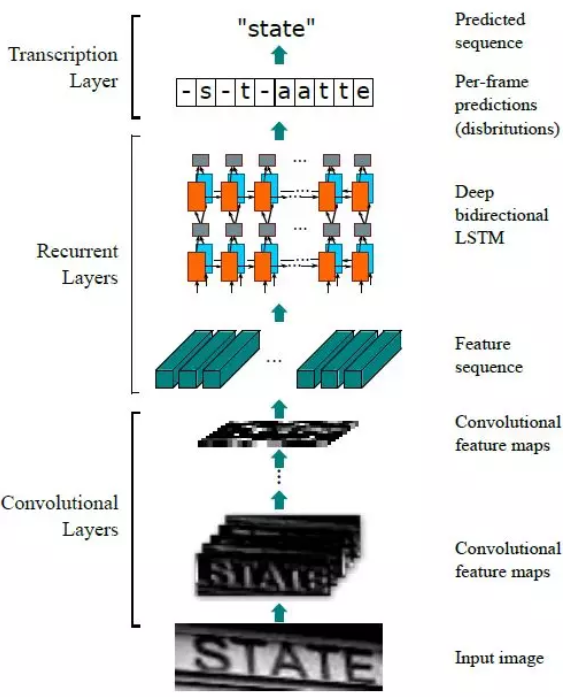 "state"
Predicted
sequence
Transcription
Layer
-s-t-aatte
Per-frame
predictions
(disbritutions)
Recurrent
Layers
Deep
bidirectional
LSTM
Feature
sequence
Convolutional
feature maps
Convolutional
Layers
STATE
Convolutional
feature maps
STATE
Input image